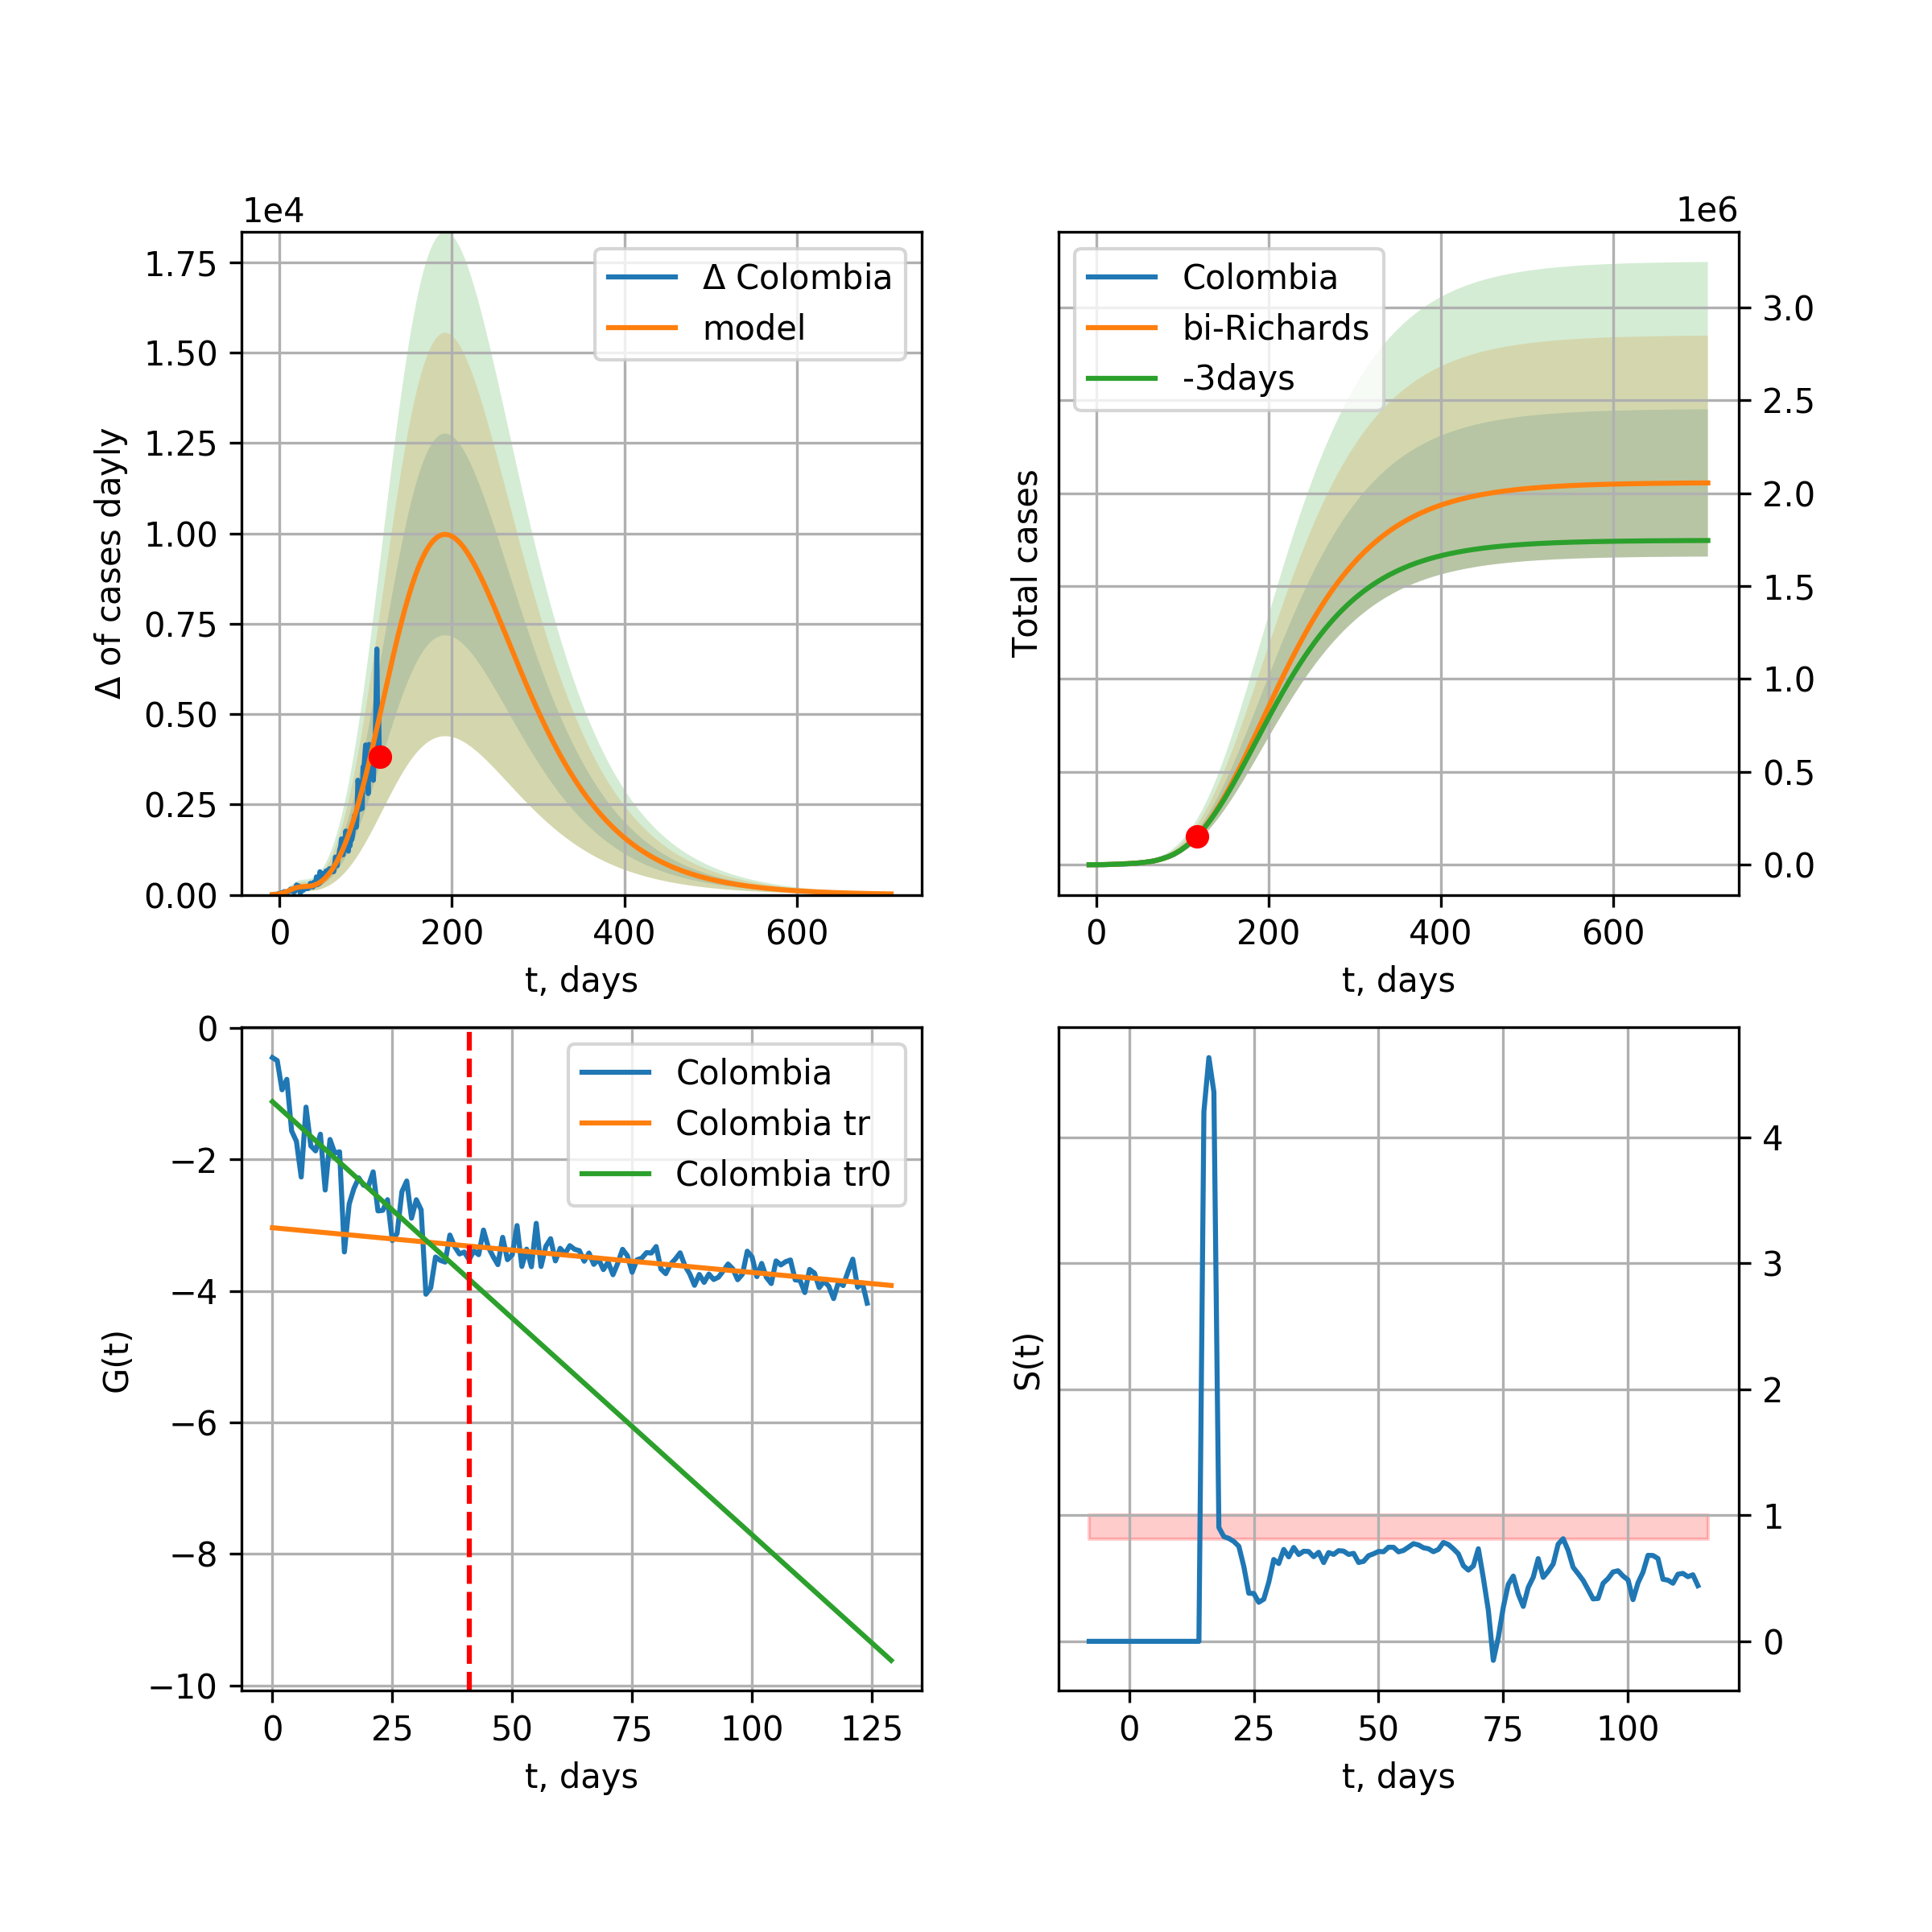 1e4
Δ of cases dayly
1.75
1.50
1.25
1.00
0.75
0.50
0.25
0.00
Δ Colombia
model
0 200 400 600
t, days
1e6
Total cases
Colombia
bi-Richards
-3days
3.0
2.5
2.0
1.5
1.0
0.5
0.0
0 200 400 600
t, days
G(t)
0
−2
−4
−6
−8
−10
Colombia
Colombia tr
Colombia tr0
0 25 50 75 100 125
t, days
S(t)
4
3
2
1
0
0 25 50 75 100
t, days